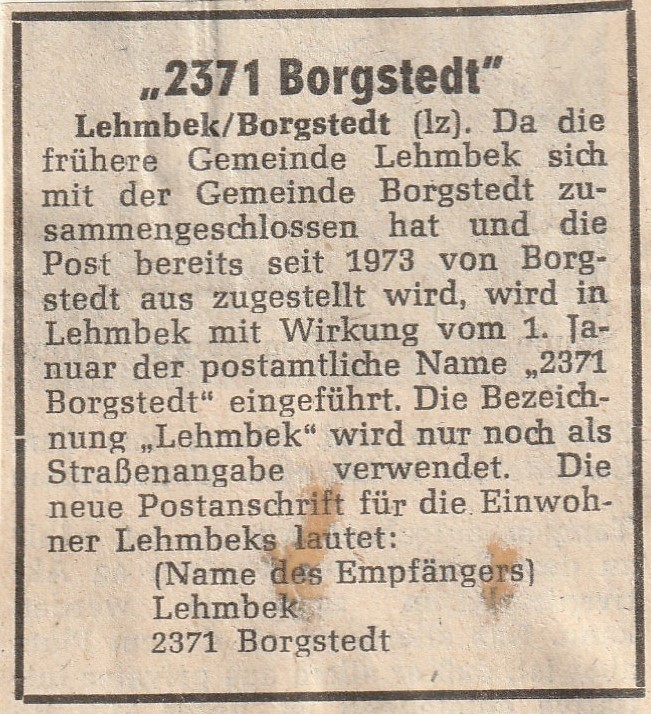 „2371 Borgstedt“
Lehmbek/Borgstedt (lz). Da die
frühere Gemeinde Lehmbek sich
mit der Gemeinde Borgstedt zu-
sammengeschlossen hat und die
Post bereits seit 1973 von Borg-
stedt aus zugestellt wird, wird in
Lehmbek mit Wirkung vom 1. Ja-
nuar der postamtliche Name „2371
Borgstedt“ eingeführt. Die Bezeich-
nung „Lehmbek“ wird nur noch als
Straßenangabe verwendet. Die
neue Postanschrift für die Einwoh-
ner Lehmbeks lautet:
(Name des Empfängers)
Lehmbek
2371 Borgstedt